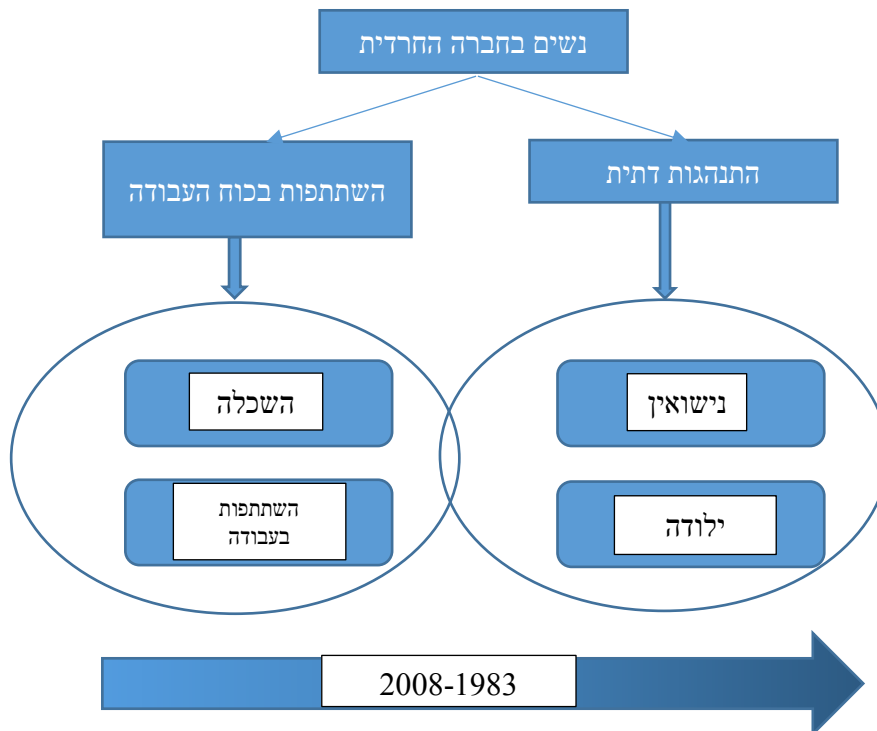 נשים בחברה החרדית
התנהגות דתית
השתתפות בכוח העבודה
נישואין
השכלה
ילודה
השתתפות
בעבודה
2008-1983